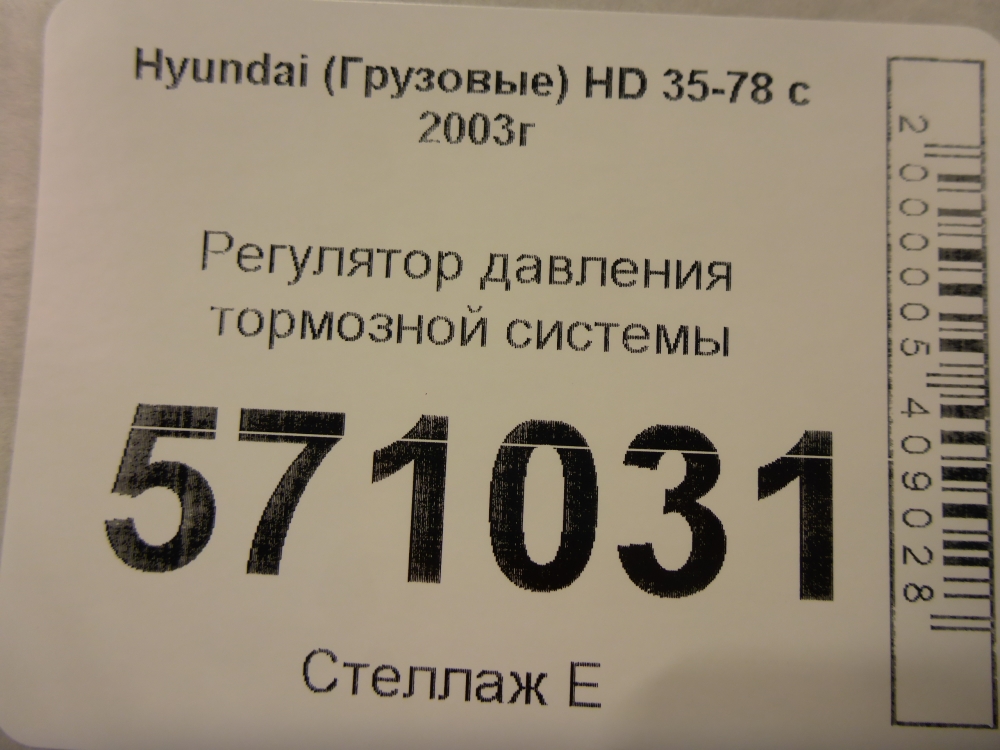 Hyundai (Грузовые) HD 35-78 с
2003г
Регулятор давления
тормозной системы
571031
Стеллаж Е
2000005409028